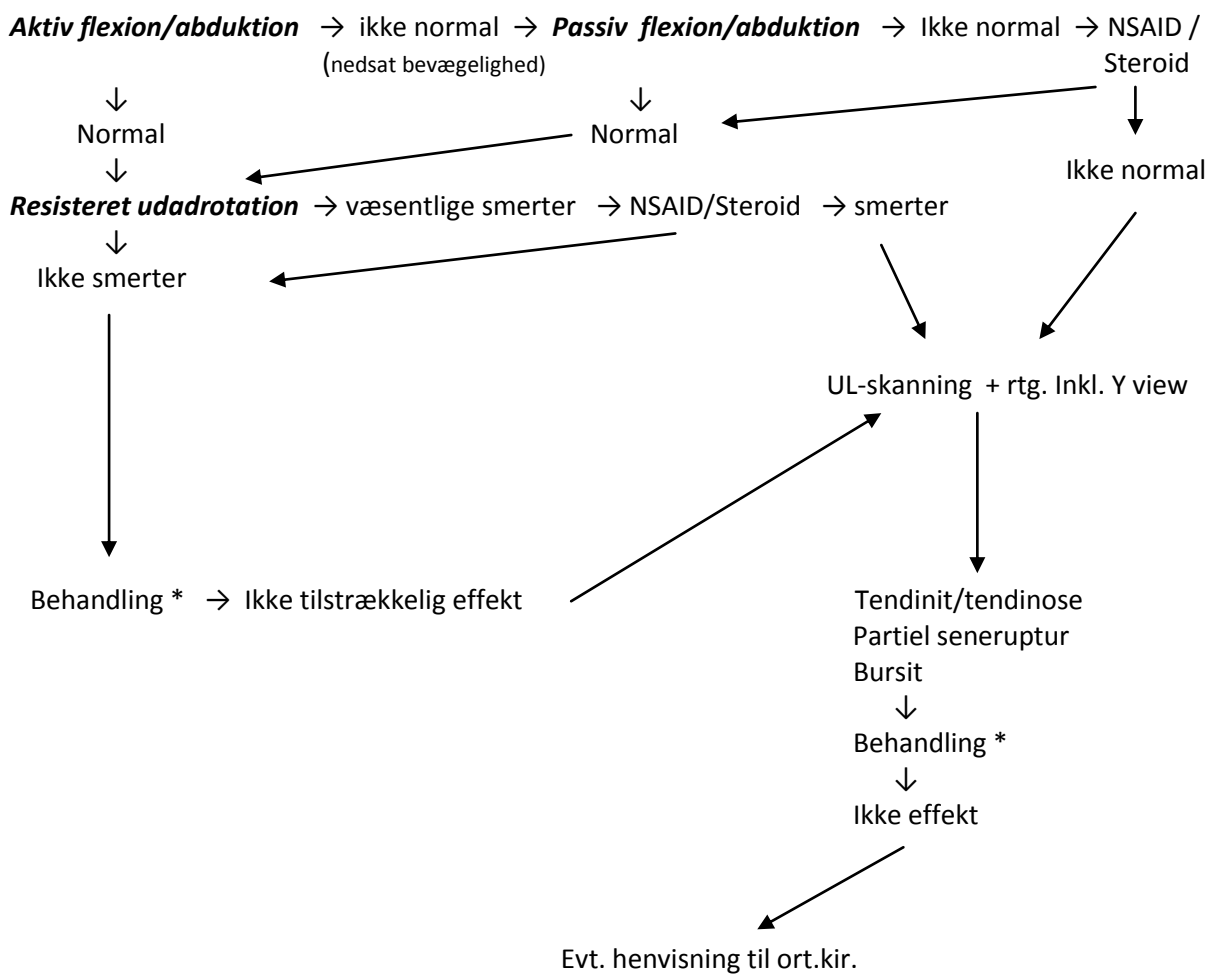 Aktiv flexion/abduktion → ikke normal → Passiv flexion/abduktion → Ikke normal → NSAID /
(nedsat bevægelighed)
Steroid
↓ ↓
Normal Normal
Ikke normal
↓
Resisteret udadrotation → væsentlige smerter → NSAID/Steroid → smerter
↓
Ikke smerter
UL-skanning + rtg. Inkl. Y view
Behandling * → Ikke tilstrækkelig effekt
Tendinit/tendinose
Partiel seneruptur
Bursit
↓
Behandling *
↓
Ikke effekt
Evt. henvisning til ort.kir.